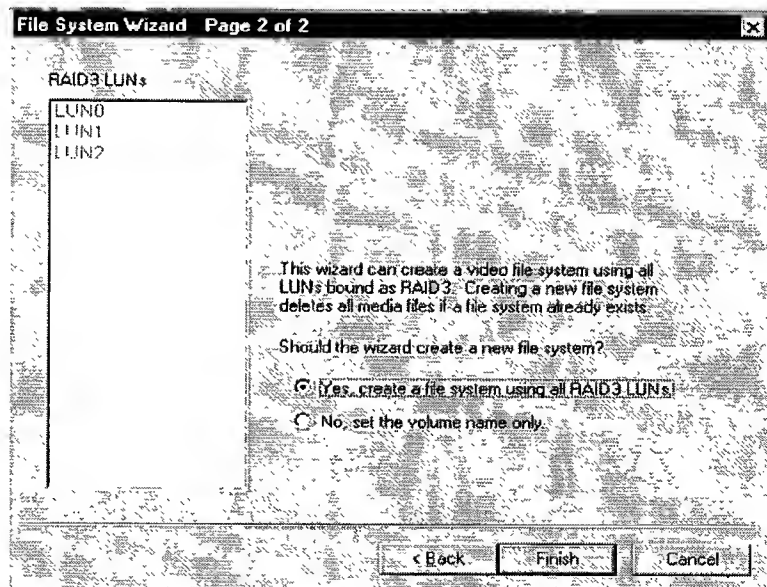 File System Wizard Page 2 of 2
RAID3 LUNs
LUN0
LUN1
LUN2
This wizard can create a video file system using all
LUNs bound as RAID3. Creating a new file system
deletes all media files if a file system already exists
Should the wizard create a new file system?
Yes, create a file system using all RAID3 LUNs
No, set the volume name only.
< Back
Finish
Cancel